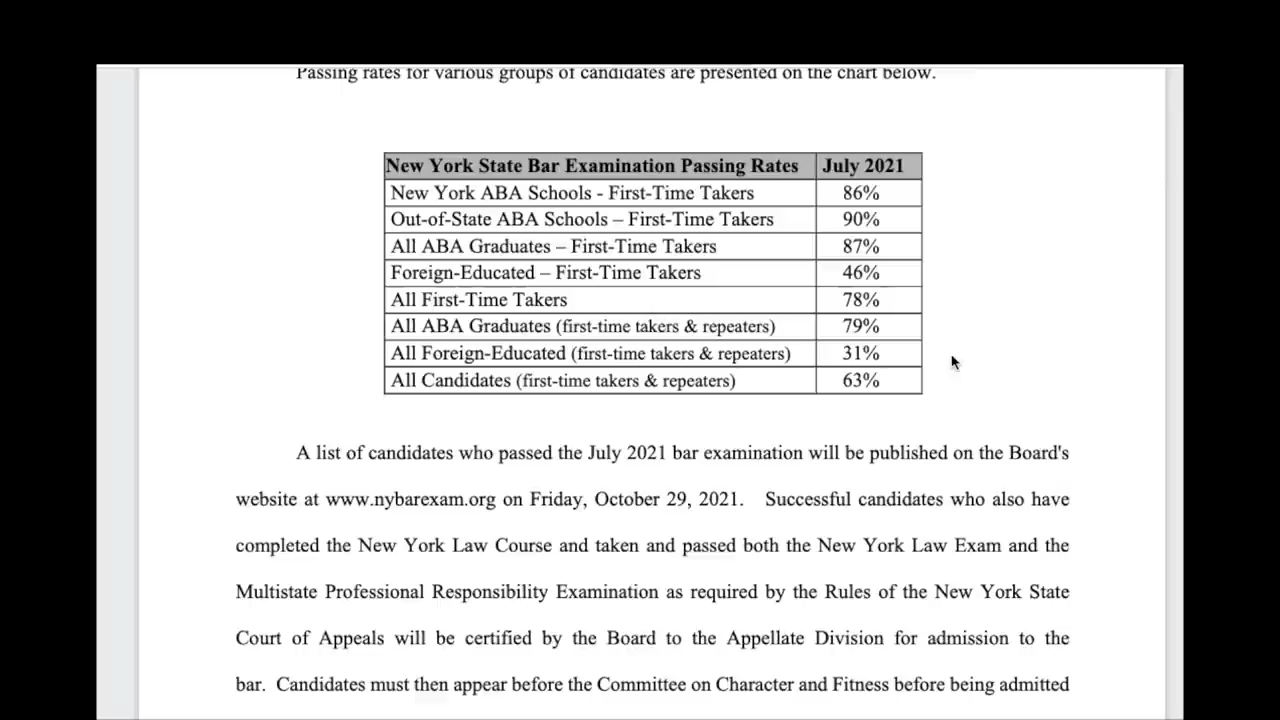 Passing rates for various groups of candidates are presented on the chart below.
New York State Bar Examination Passing Rates July 2021
New York ABA Schools - First-Time Takers 86%
Out-of-State ABA Schools – First-Time Takers 90%
All ABA Graduates – First-Time Takers 87%
Foreign-Educated – First-Time Takers 46%
All First-Time Takers 78%
All ABA Graduates (first-time takers & repeaters) 79%
All Foreign-Educated (first-time takers & repeaters) 31%
All Candidates (first-time takers & repeaters) 63%
A list of candidates who passed the July 2021 bar examination will be published on the Board's
website at www.nybarexam.org on Friday, October 29, 2021. Successful candidates who also have
completed the New York Law Course and taken and passed both the New York Law Exam and the
Multistate Professional Responsibility Examination as required by the Rules of the New York State
Court of Appeals will be certified by the Board to the Appellate Division for admission to the
bar. Candidates must then appear before the Committee on Character and Fitness before being admitted